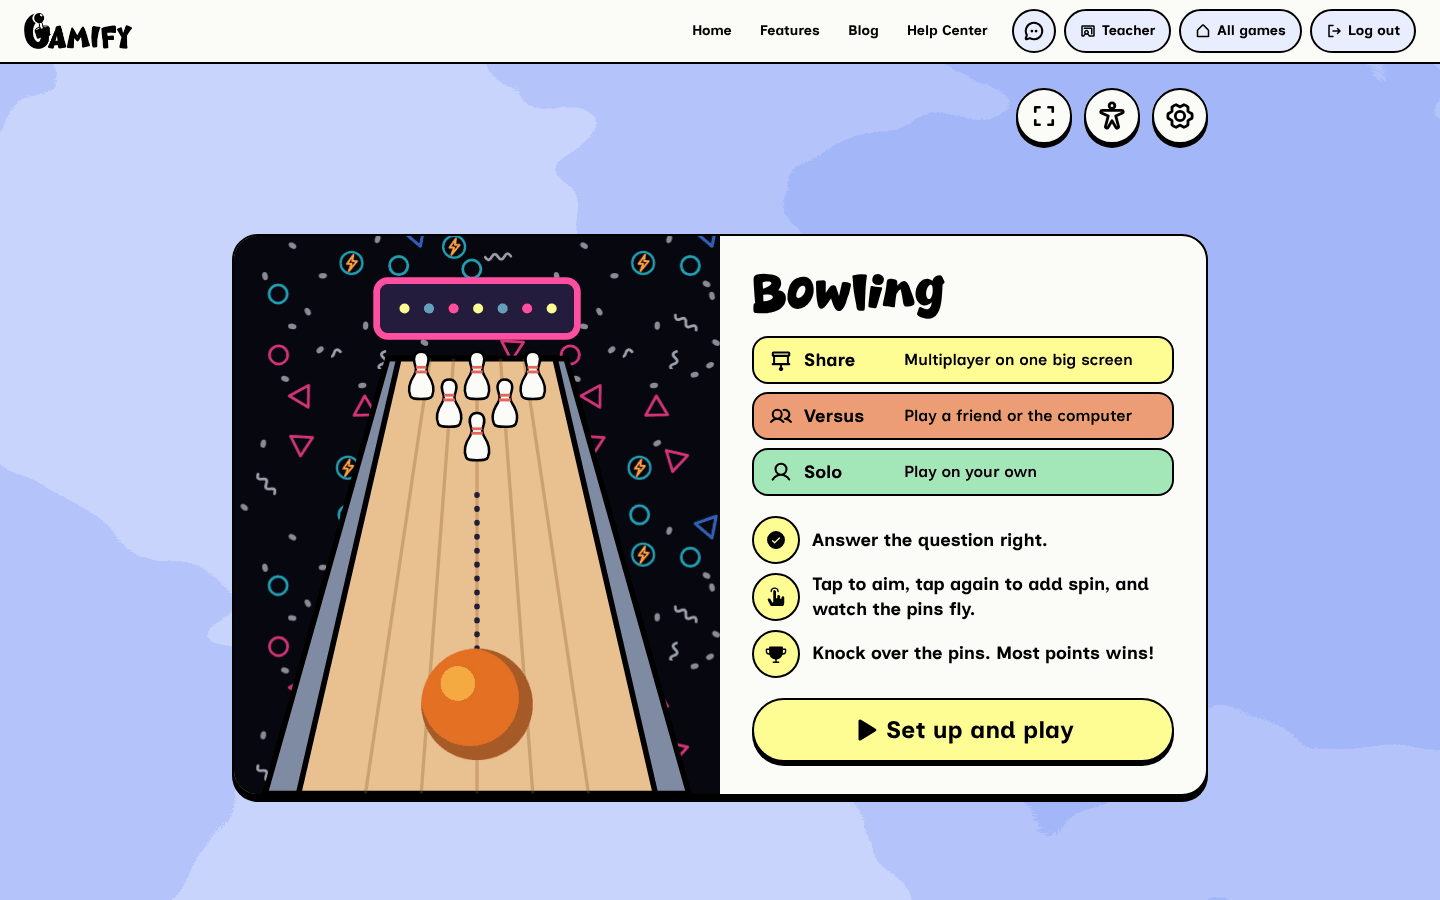 GAMIFY
Home
Features
Blog
Help Center
Teacher
All games
Log out
Bowling
Share
Multiplayer on one big screen
Versus
Play a friend or the computer
Solo
Play on your own
Answer the question right.
Tap to aim, tap again to add spin, and
watch the pins fly.
Knock over the pins. Most points wins!
Set up and play